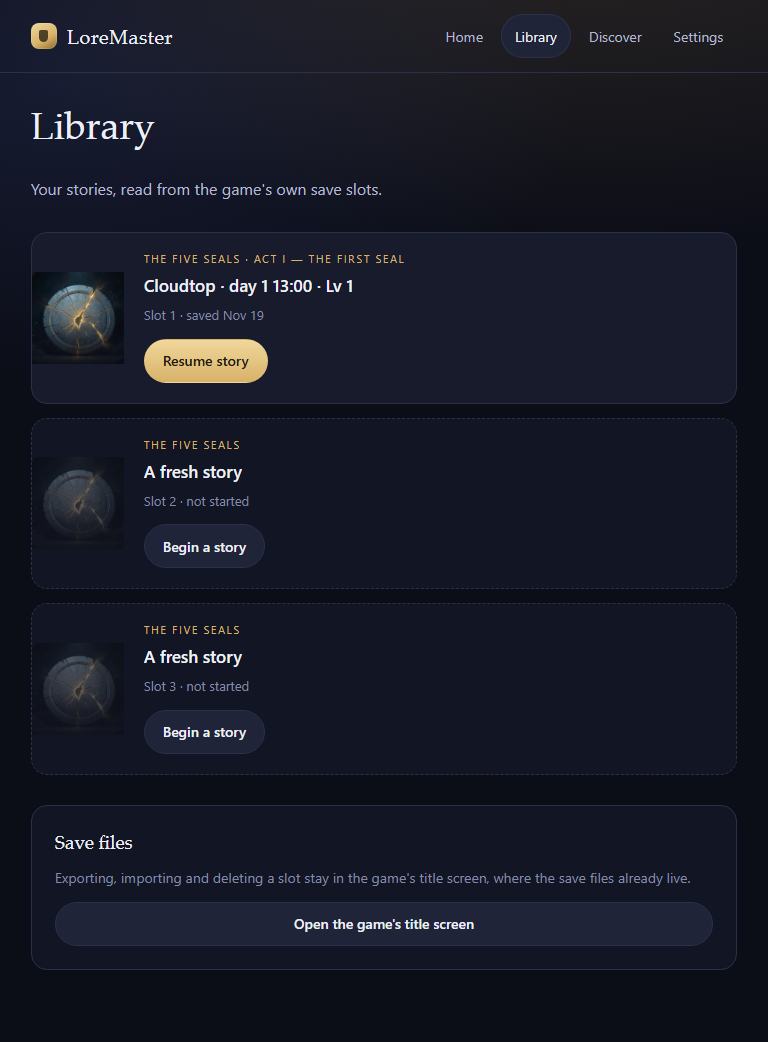 LoreMaster
Home
Library
Discover
Settings
Library
Your stories, read from the game's own save slots.
THE FIVE SEALS · ACT I — THE FIRST SEAL
Cloudtop · day 1 13:00 · Lv 1
Slot 1 · saved Nov 19
Resume story
THE FIVE SEALS
A fresh story
Slot 2 · not started
Begin a story
THE FIVE SEALS
A fresh story
Slot 3 · not started
Begin a story
Save files
Exporting, importing and deleting a slot stay in the game's title screen, where the save files already live.
Open the game's title screen